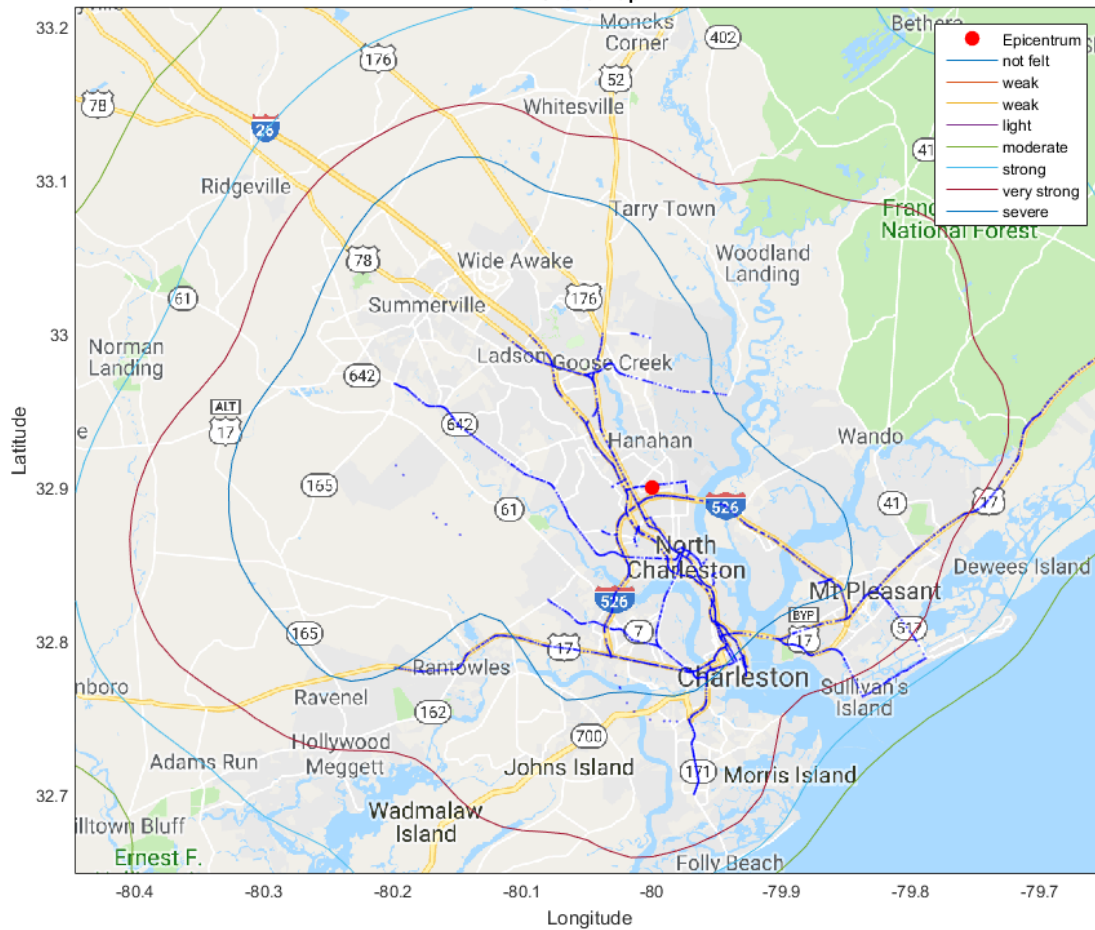 33.2
33.1
33
32.9
32.8
32.7
Latitude
-80.4
-80.3
-80.2
-80.1
-80
-79.9
-79.8
-79.7
Longitude
Epicentrum
not felt
weak
weak
light
moderate
strong
very strong
severe
Moncks
Corner
402
Bethera
176
52
78
Whitesville
26
41
Ridgeville
Tarry Town
National Forest
Woodland
Landing
78
Wide Awake
176
61
Summerville
Norman
Landing
Ladson
Goose Creek
642
ALT
17
642
Hanahan
Wando
165
61
526
41
17
North
Charleston
Dewees Island
526
Mt Pleasant
BYP
17
517
165
7
17
Rantowles
Charleston
Sullivan's
Island
nboro
Ravenel
162
700
Hollywood
Meggett
Adams Run
Johns Island
171
Morris Island
Wadmalaw
Island
illtown Bluff
Ernest F.
Folly Beach